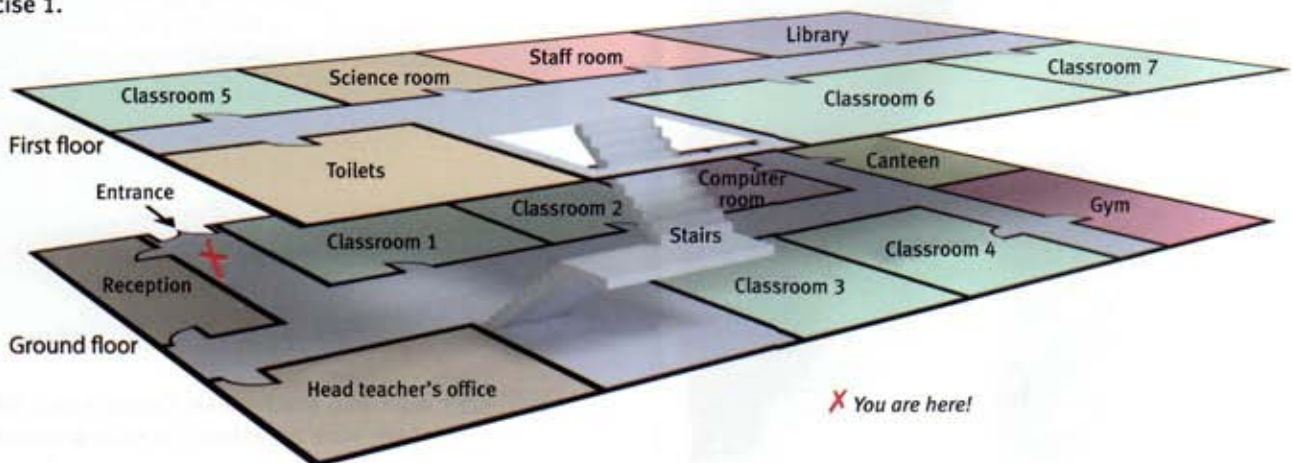 cise 1.
Library
Staff room
Science room
Classroom 7
Classroom 5
Classroom 6
First floor
Toilets
Canteen
Computer
room
Entrance
Classroom 2
Gym
Classroom 1
Stairs
Classroom 4
Reception
Classroom 3
Ground floor
Head teacher's office
X You are here!